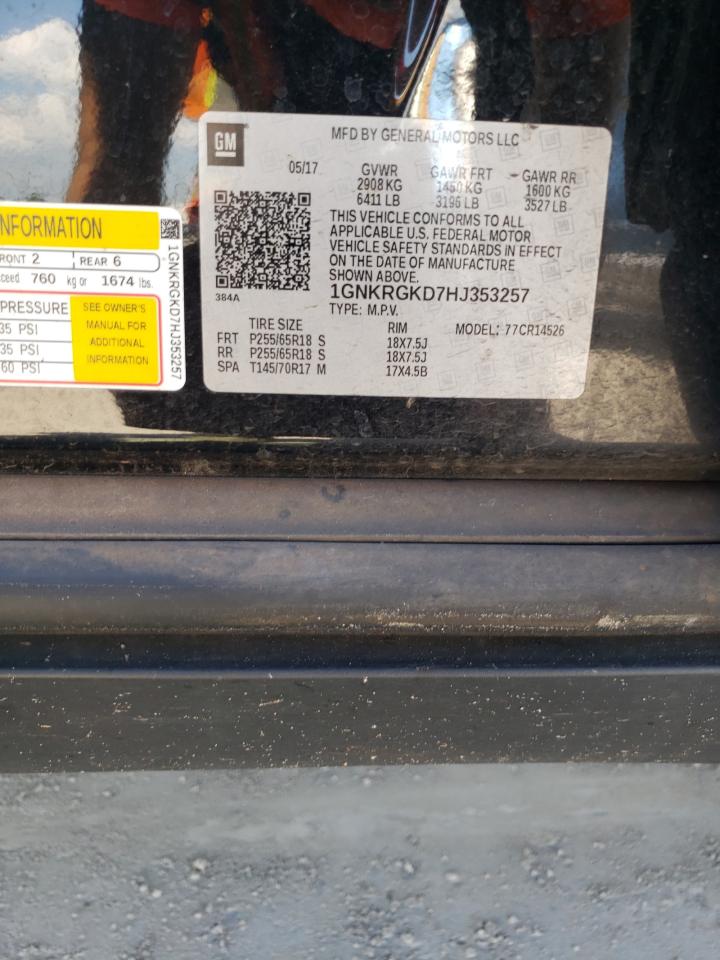 GM
MFD BY GENERAL MOTORS LLC
05/17 GVWR GAWR FRT GAWR RR
2908 KG 1450 KG 1600 KG
6411 LB 3196 LB 3527 LB
THIS VEHICLE CONFORMS TO ALL
APPLICABLE U.S. FEDERAL MOTOR
VEHICLE SAFETY STANDARDS IN EFFECT
ON THE DATE OF MANUFACTURE
SHOWN ABOVE.
384A
1GNKRGKD7HJ353257
TYPE: M.P.V.
TIRE SIZE RIM MODEL: 77CR14526
FRT P255/65R18 S 18X7.5J
RR P255/65R18 S 18X7.5J
SPA T145/70R17 M 17X4.5B
NFORMATION
RONT 2 REAR 6
ceed 760 kg or 1674 lbs.
PRESSURE
35 PSI
35 PSI
60 PSI
SEE OWNER'S
MANUAL FOR
ADDITIONAL
INFORMATION
1GNKRGKD7HJ353257